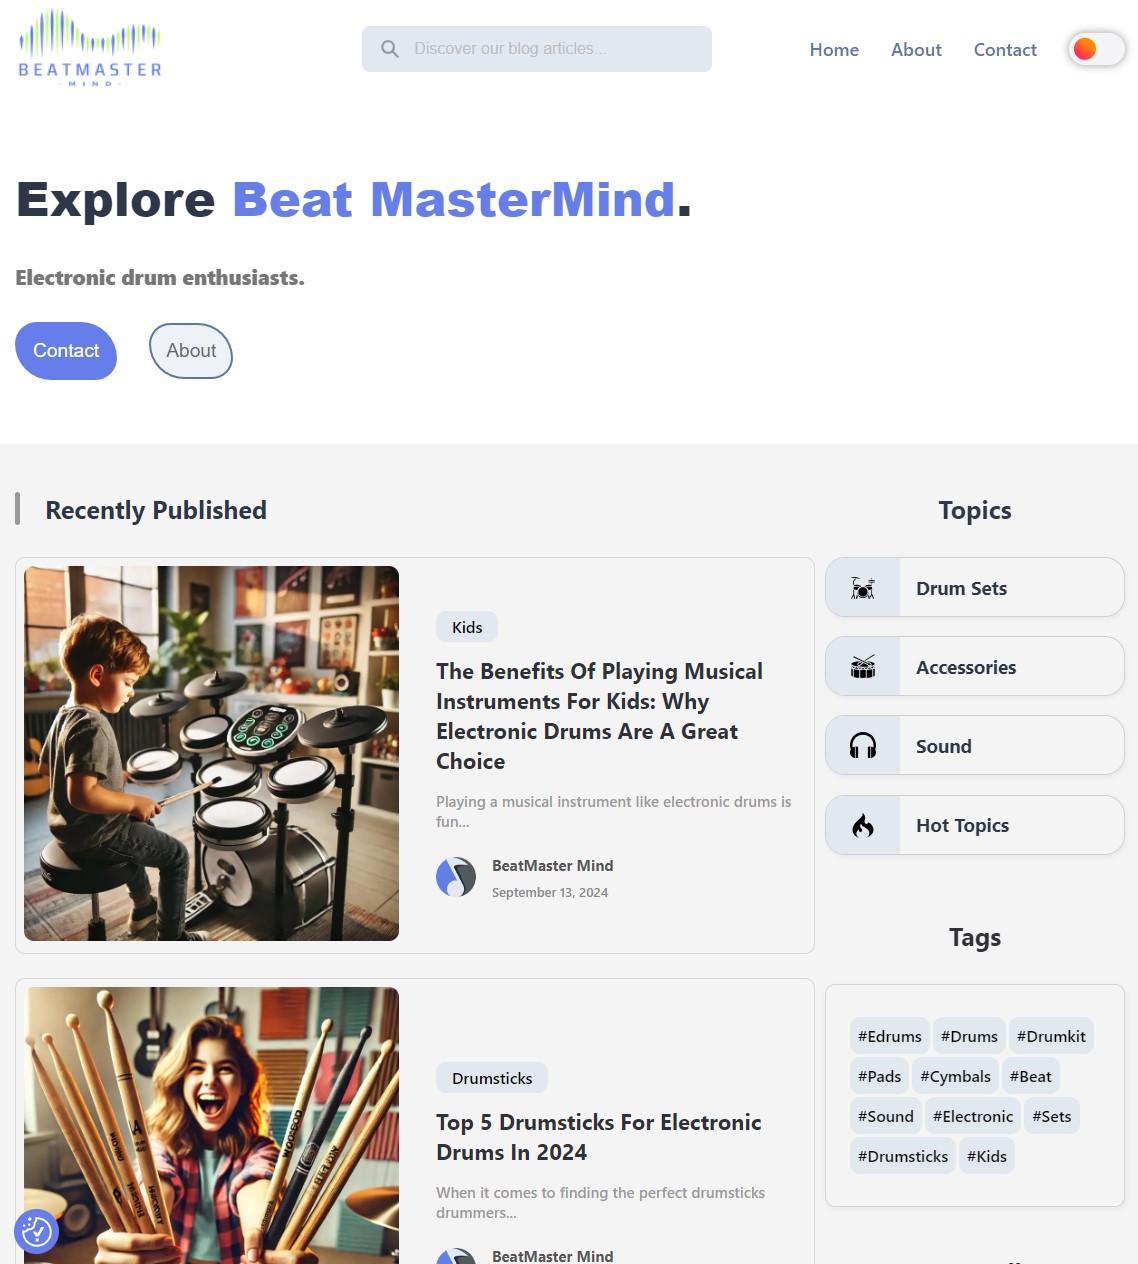 BEATMASTER
· M I N D ·
Discover our blog articles...
Home
About
Contact
Explore Beat MasterMind.
Electronic drum enthusiasts.
Contact
About
Recently Published
Kids
The Benefits Of Playing Musical
Instruments For Kids: Why
Electronic Drums Are A Great
Choice
Playing a musical instrument like electronic drums is
fun...
BeatMaster Mind
September 13, 2024
Drumsticks
Top 5 Drumsticks For Electronic
Drums In 2024
When it comes to finding the perfect drumsticks
drummers...
BeatMaster Mind
Topics
Drum Sets
Accessories
Sound
Hot Topics
Tags
#Edrums #Drums #Drumkit
#Pads #Cymbals #Beat
#Sound #Electronic #Sets
#Drumsticks #Kids